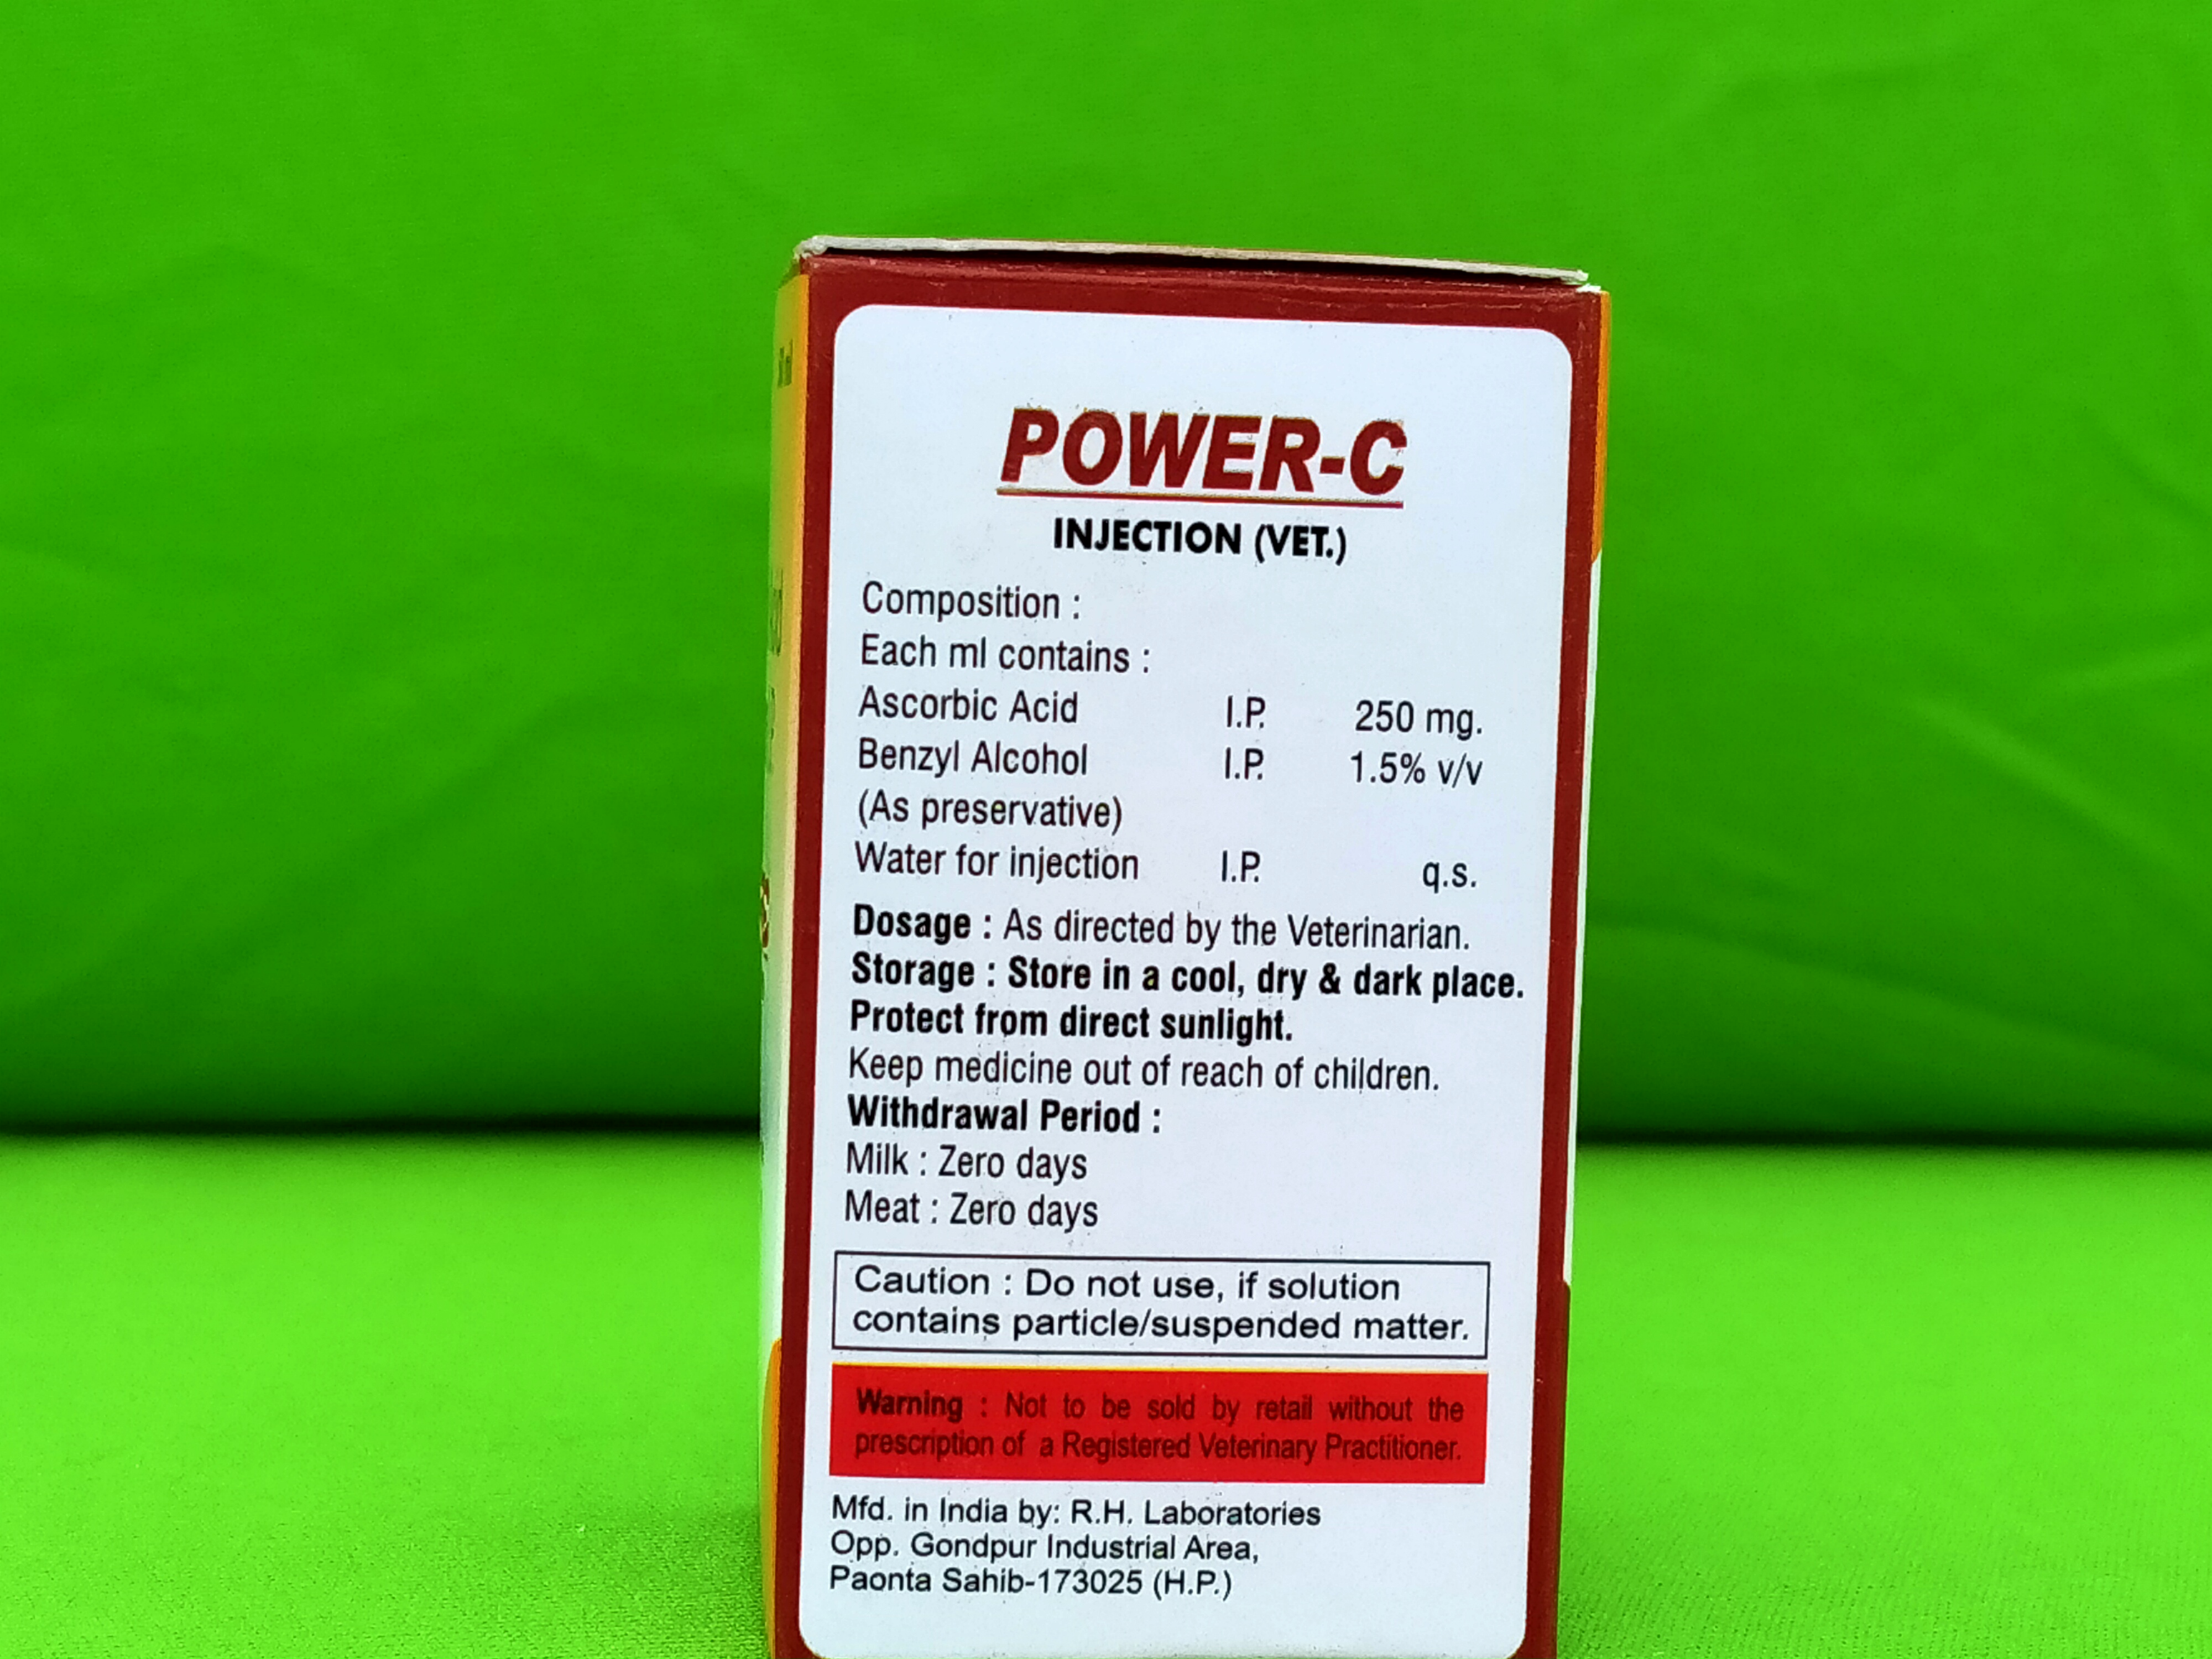 POWER-C
INJECTION (VET.)
Composition :
Each ml contains :
Ascorbic Acid I.P. 250 mg.
Benzyl Alcohol I.P. 1.5% v/v
(As preservative)
Water for injection I.P. q.s.
Dosage : As directed by the Veterinarian.
Storage : Store in a cool, dry & dark place.
Protect from direct sunlight.
Keep medicine out of reach of children.
Withdrawal Period :
Milk : Zero days
Meat : Zero days
Caution : Do not use, if solution
contains particle/suspended matter.
Warning : Not to be sold by retail without the
prescription of a Registered Veterinary Practitioner.
Mfd. in India by: R.H. Laboratories
Opp. Gondpur Industrial Area,
Paonta Sahib-173025 (H.P.)